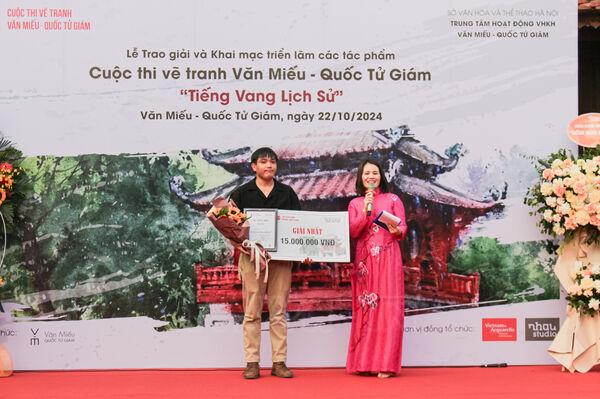 CUỘC THI VẼ TRANH
VĂN MIẾU - QUỐC TỬ GIÁM
SỞ VĂN HÓA VÀ THỂ THAO HÀ NỘI
TRUNG TÂM HOẠT ĐỘNG VHKH
VĂN MIẾU - QUỐC TỬ GIÁM
Lễ Trao giải và Khai mạc triển lãm các tác phẩm
Cuộc thi vẽ tranh Văn Miếu - Quốc Tử Giám
“Tiếng Vang Lịch Sử”
Văn Miếu - Quốc Tử Giám, ngày 22/10/2024
GIẢI NHẤT
15.000.000 VNĐ
chức:
Văn Miếu
QUỐC TỬ GIÁM
ơn vị đồng tổ chức:
Vietnam
Acquarello
nhau
studio